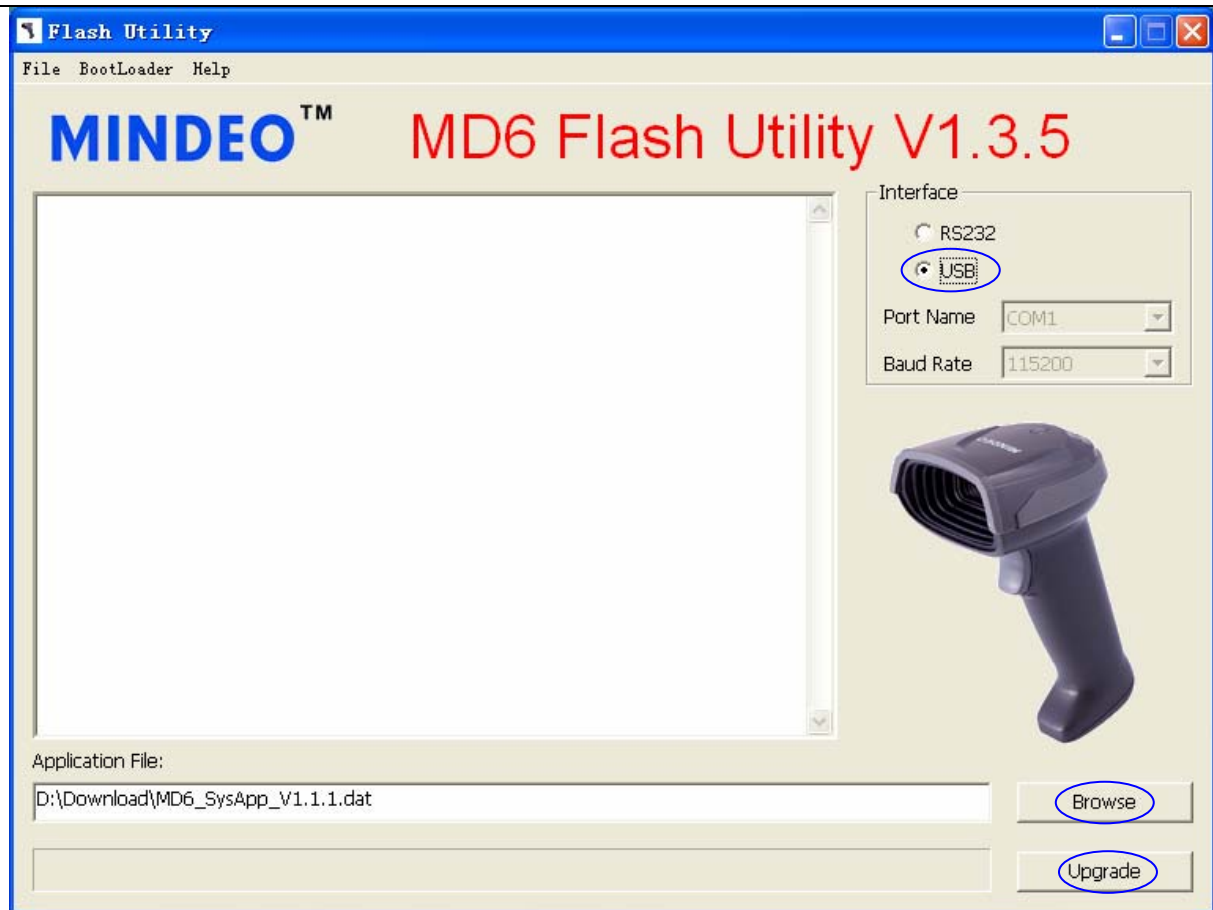 Flash Utility
File BootLoader Help
MINDEO™ MD6 Flash Utility V1.3.5
Interface
RS232
USB
Port Name COM1
Baud Rate 115200
MINDEO
Application File:
D:\Download\MD6_SysApp_V1.1.1.dat
Browse
Upgrade